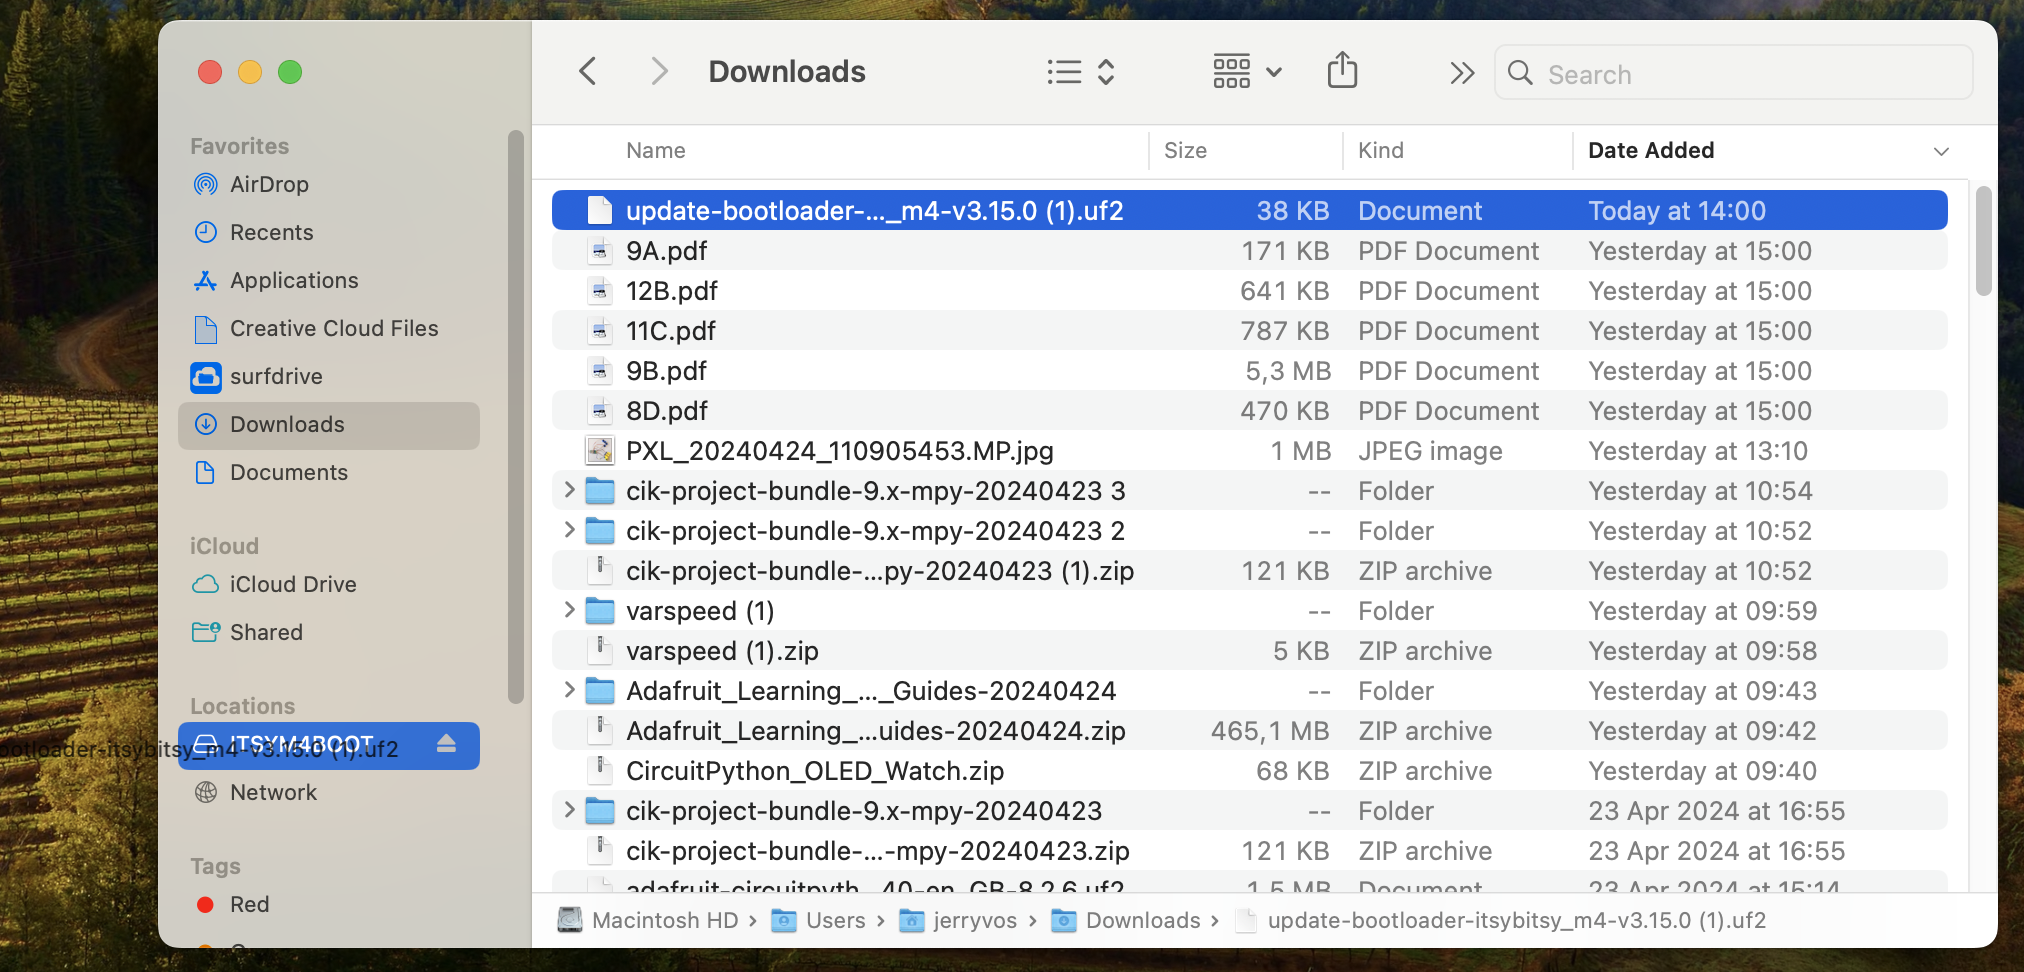 Downloads
Search
Favorites
AirDrop
Recents
Applications
Creative Cloud Files
surfdrive
Downloads
Documents
iCloud
iCloud Drive
Shared
Locations
ITSYM4BOOT
ootloader-itsybitsy_m4-v3.15.0 (1).uf2
Network
Tags
Red
Name Size Kind Date Added
update-bootloader-..._m4-v3.15.0 (1).uf2 38 KB Document Today at 14:00
9A.pdf 171 KB PDF Document Yesterday at 15:00
12B.pdf 641 KB PDF Document Yesterday at 15:00
11C.pdf 787 KB PDF Document Yesterday at 15:00
9B.pdf 5,3 MB PDF Document Yesterday at 15:00
8D.pdf 470 KB PDF Document Yesterday at 15:00
PXL_20240424_110905453.MP.jpg 1 MB JPEG image Yesterday at 13:10
cik-project-bundle-9.x-mpy-20240423 3 -- Folder Yesterday at 10:54
cik-project-bundle-9.x-mpy-20240423 2 -- Folder Yesterday at 10:52
cik-project-bundle-...py-20240423 (1).zip 121 KB ZIP archive Yesterday at 10:52
varspeed (1) -- Folder Yesterday at 09:59
varspeed (1).zip 5 KB ZIP archive Yesterday at 09:58
Adafruit_Learning_..._Guides-20240424 -- Folder Yesterday at 09:43
Adafruit_Learning_...uides-20240424.zip 465,1 MB ZIP archive Yesterday at 09:42
CircuitPython_OLED_Watch.zip 68 KB ZIP archive Yesterday at 09:40
cik-project-bundle-9.x-mpy-20240423 -- Folder 23 Apr 2024 at 16:55
cik-project-bundle-...-mpy-20240423.zip 121 KB ZIP archive 23 Apr 2024 at 16:55
adafruit-circuitpyth...40-en_GB-8.2.6.uf2 1,5 MB Document 23 Apr 2024 at 15:14
Macintosh HD › Users › jerryvos › Downloads › update-bootloader-itsybitsy_m4-v3.15.0 (1).uf2